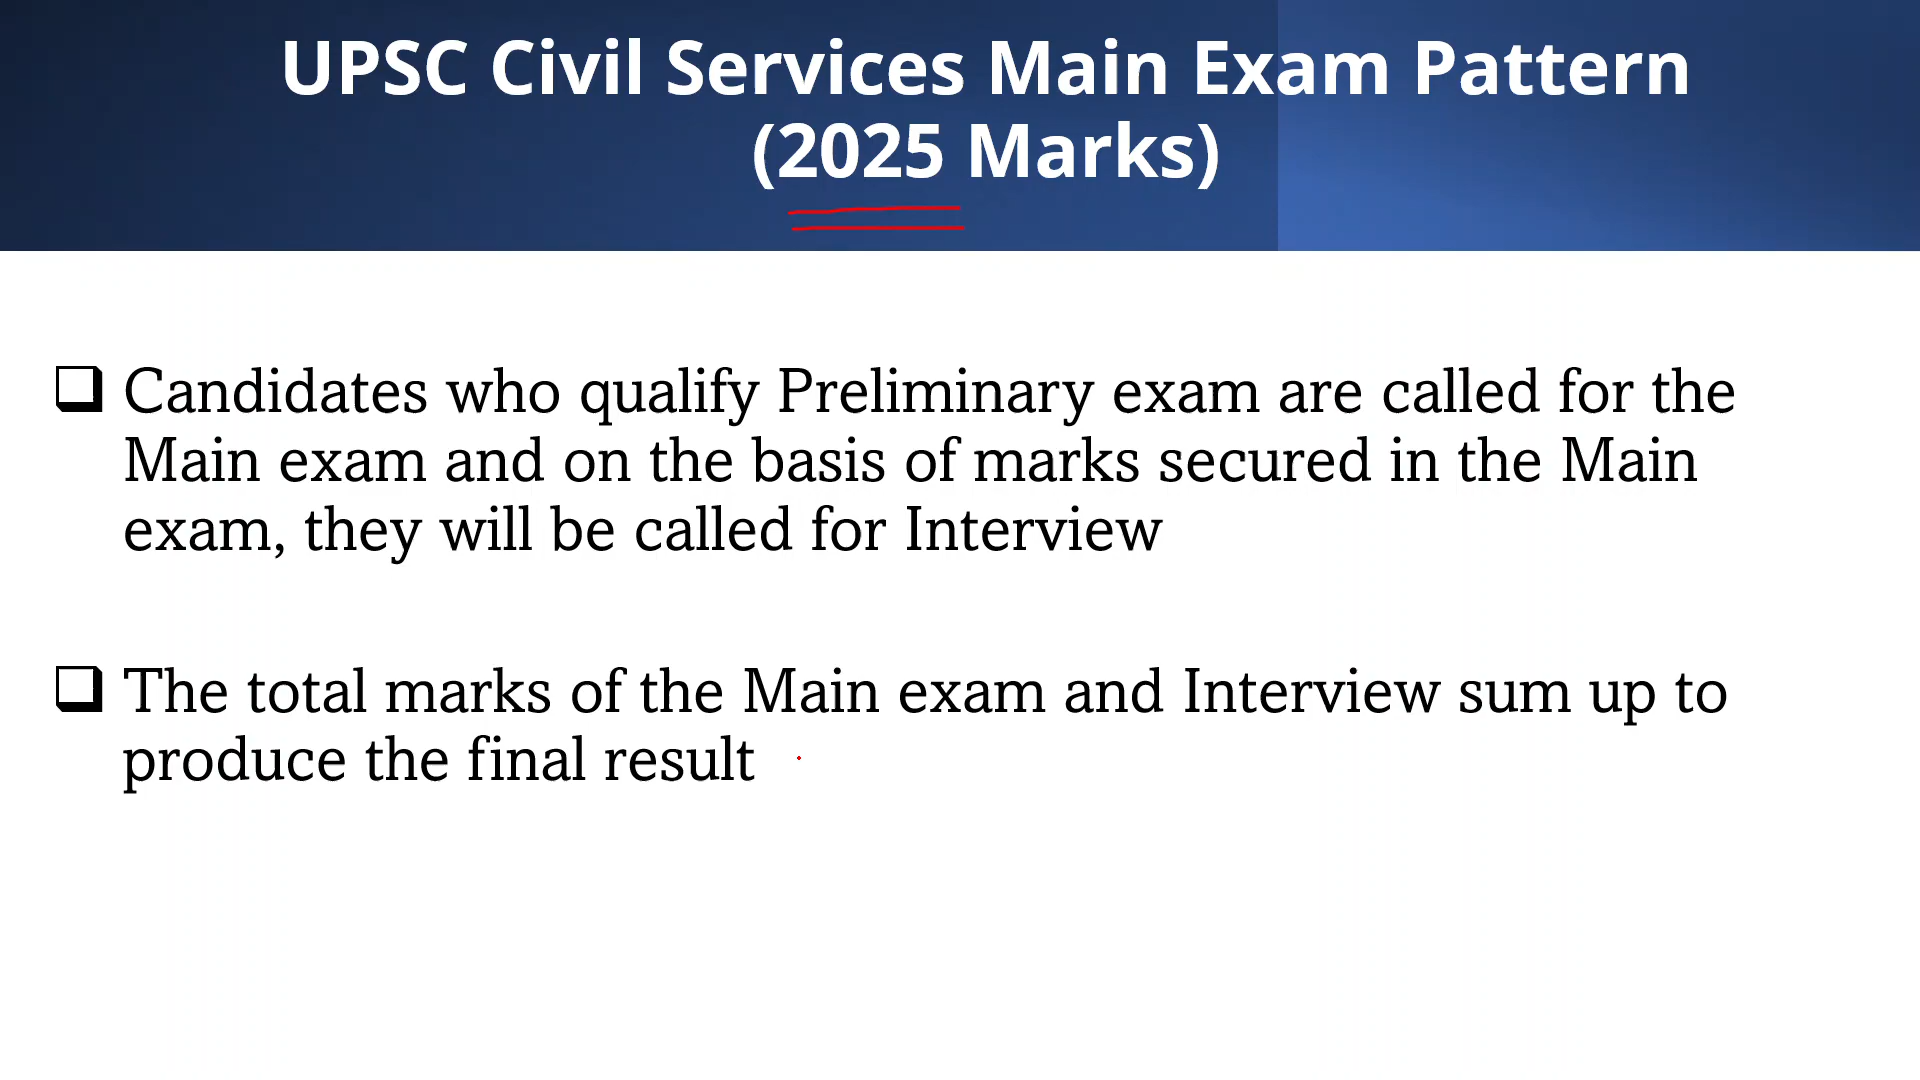 UPSC Civil Services Main Exam Pattern
(2025 Marks)
❑ Candidates who qualify Preliminary exam are called for the
Main exam and on the basis of marks secured in the Main
exam, they will be called for Interview
❑ The total marks of the Main exam and Interview sum up to
produce the final result